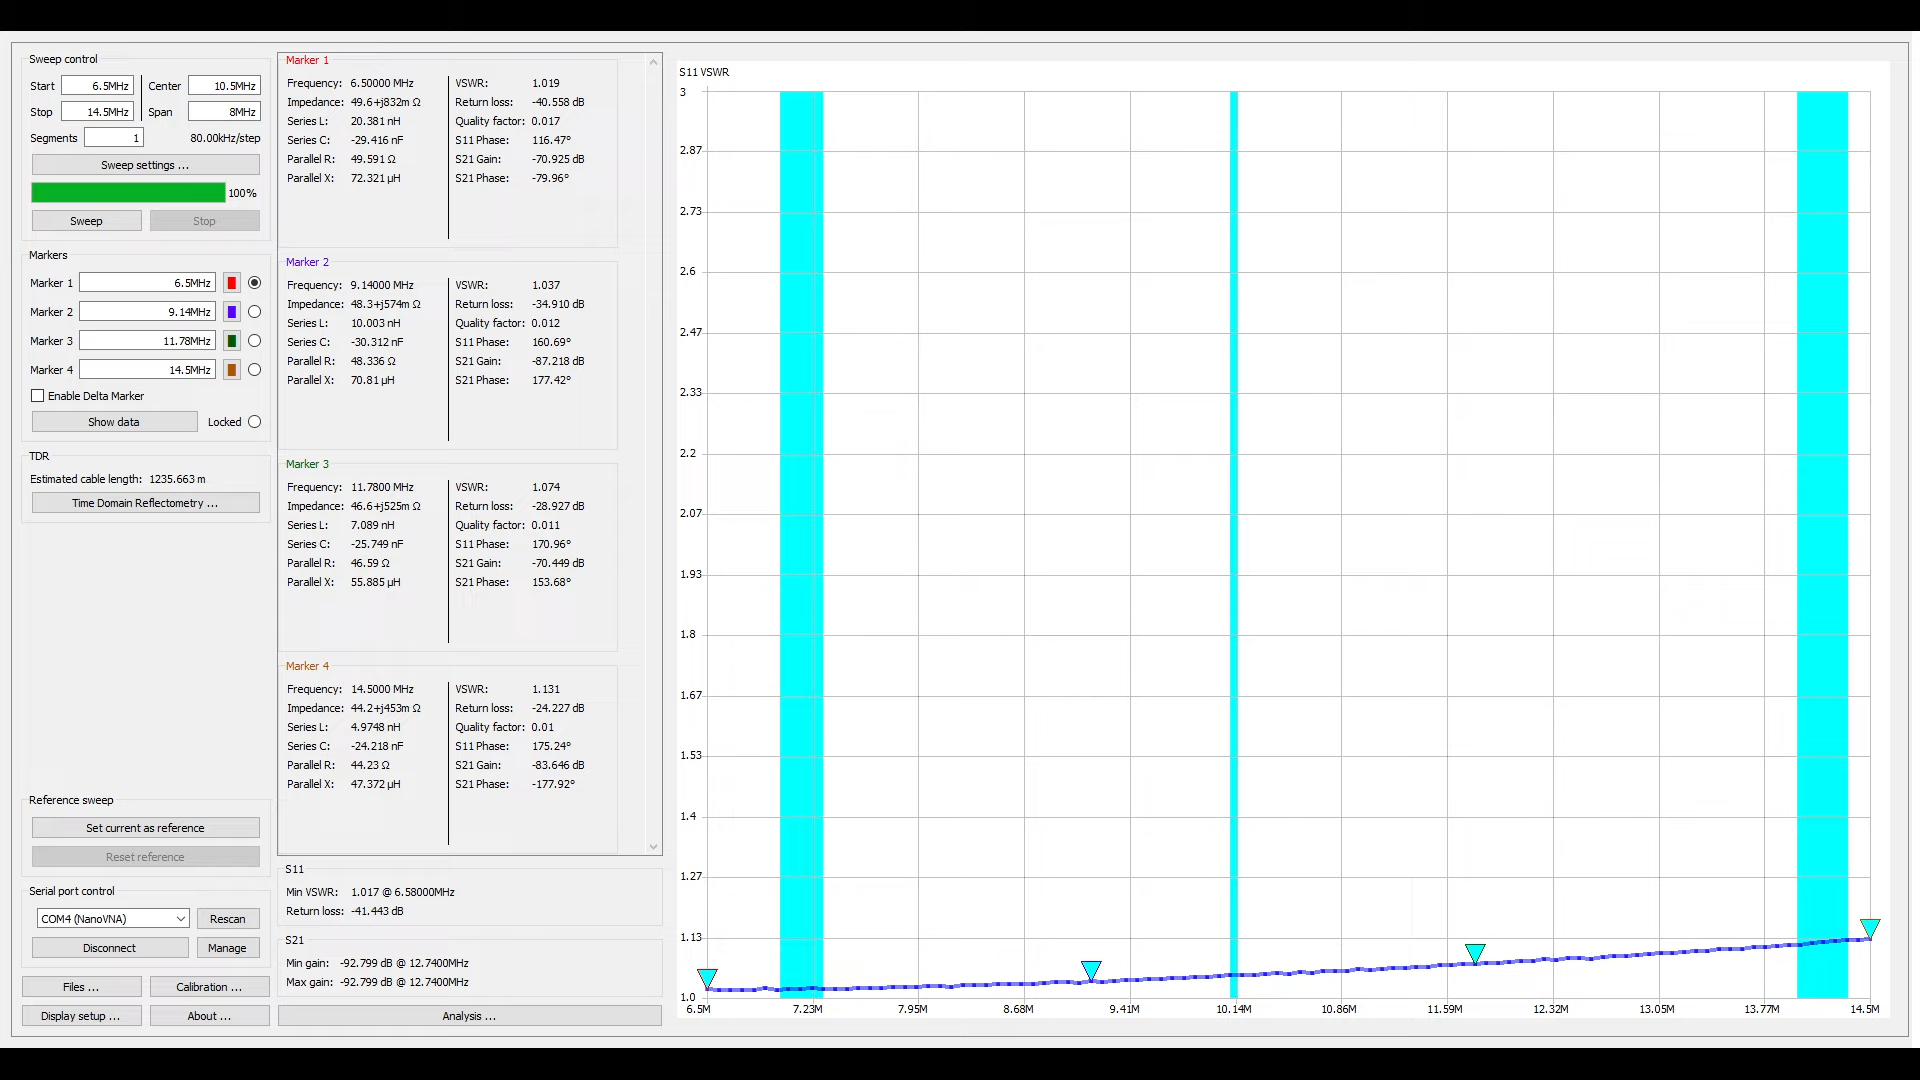 Sweep control
Start 6.5MHz Center 10.5MHz
Stop 14.5MHz Span 8MHz
Segments 1 80.00kHz/step
Sweep settings ...
100%
Sweep Stop
Markers
Marker 1 6.5MHz
Marker 2 9.14MHz
Marker 3 11.78MHz
Marker 4 14.5MHz
Enable Delta Marker
Show data Locked
TDR
Estimated cable length: 1235.663 m
Time Domain Reflectometry ...
Reference sweep
Set current as reference
Reset reference
Serial port control
COM4 (NanoVNA) Rescan
Disconnect Manage
Files ... Calibration ...
Display setup ... About ...
Marker 1
Frequency: 6.50000 MHz VSWR: 1.019
Impedance: 49.6+j832m Ω Return loss: -40.558 dB
Series L: 20.381 nH Quality factor: 0.017
Series C: -29.416 nF S11 Phase: 116.47°
Parallel R: 49.591 Ω S21 Gain: -70.925 dB
Parallel X: 72.321 µH S21 Phase: -79.96°
Marker 2
Frequency: 9.14000 MHz VSWR: 1.037
Impedance: 48.3+j574m Ω Return loss: -34.910 dB
Series L: 10.003 nH Quality factor: 0.012
Series C: -30.312 nF S11 Phase: 160.69°
Parallel R: 48.336 Ω S21 Gain: -87.218 dB
Parallel X: 70.81 µH S21 Phase: 177.42°
Marker 3
Frequency: 11.7800 MHz VSWR: 1.074
Impedance: 46.6+j525m Ω Return loss: -28.927 dB
Series L: 7.089 nH Quality factor: 0.011
Series C: -25.749 nF S11 Phase: 170.96°
Parallel R: 46.59 Ω S21 Gain: -70.449 dB
Parallel X: 55.885 µH S21 Phase: 153.68°
Marker 4
Frequency: 14.5000 MHz VSWR: 1.131
Impedance: 44.2+j453m Ω Return loss: -24.227 dB
Series L: 4.9748 nH Quality factor: 0.01
Series C: -24.218 nF S11 Phase: 175.24°
Parallel R: 44.23 Ω S21 Gain: -83.646 dB
Parallel X: 47.372 µH S21 Phase: -177.92°
S11
Min VSWR: 1.017 @ 6.58000MHz
Return loss: -41.443 dB
S21
Min gain: -92.799 dB @ 12.7400MHz
Max gain: -92.799 dB @ 12.7400MHz
Analysis ...
S11 VSWR
3
2.87
2.73
2.6
2.47
2.33
2.2
2.07
1.93
1.8
1.67
1.53
1.4
1.27
1.13
1.0
6.5M 7.23M 7.95M 8.68M 9.41M 10.14M 10.86M 11.59M 12.32M 13.05M 13.77M 14.5M